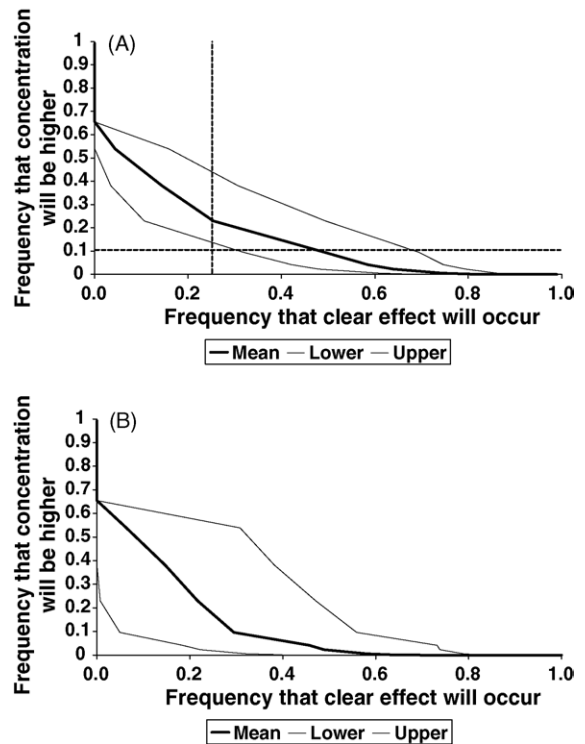 (A)
Frequency that concentration
will be higher
1
0.9
0.8
0.7
0.6
0.5
0.4
0.3
0.2
0.1
0
0.0 0.2 0.4 0.6 0.8 1.0
Frequency that clear effect will occur
Mean Lower Upper
(B)
Frequency that concentration
will be higher
1
0.9
0.8
0.7
0.6
0.5
0.4
0.3
0.2
0.1
0
0.0 0.2 0.4 0.6 0.8 1.0
Frequency that clear effect will occur
Mean Lower Upper